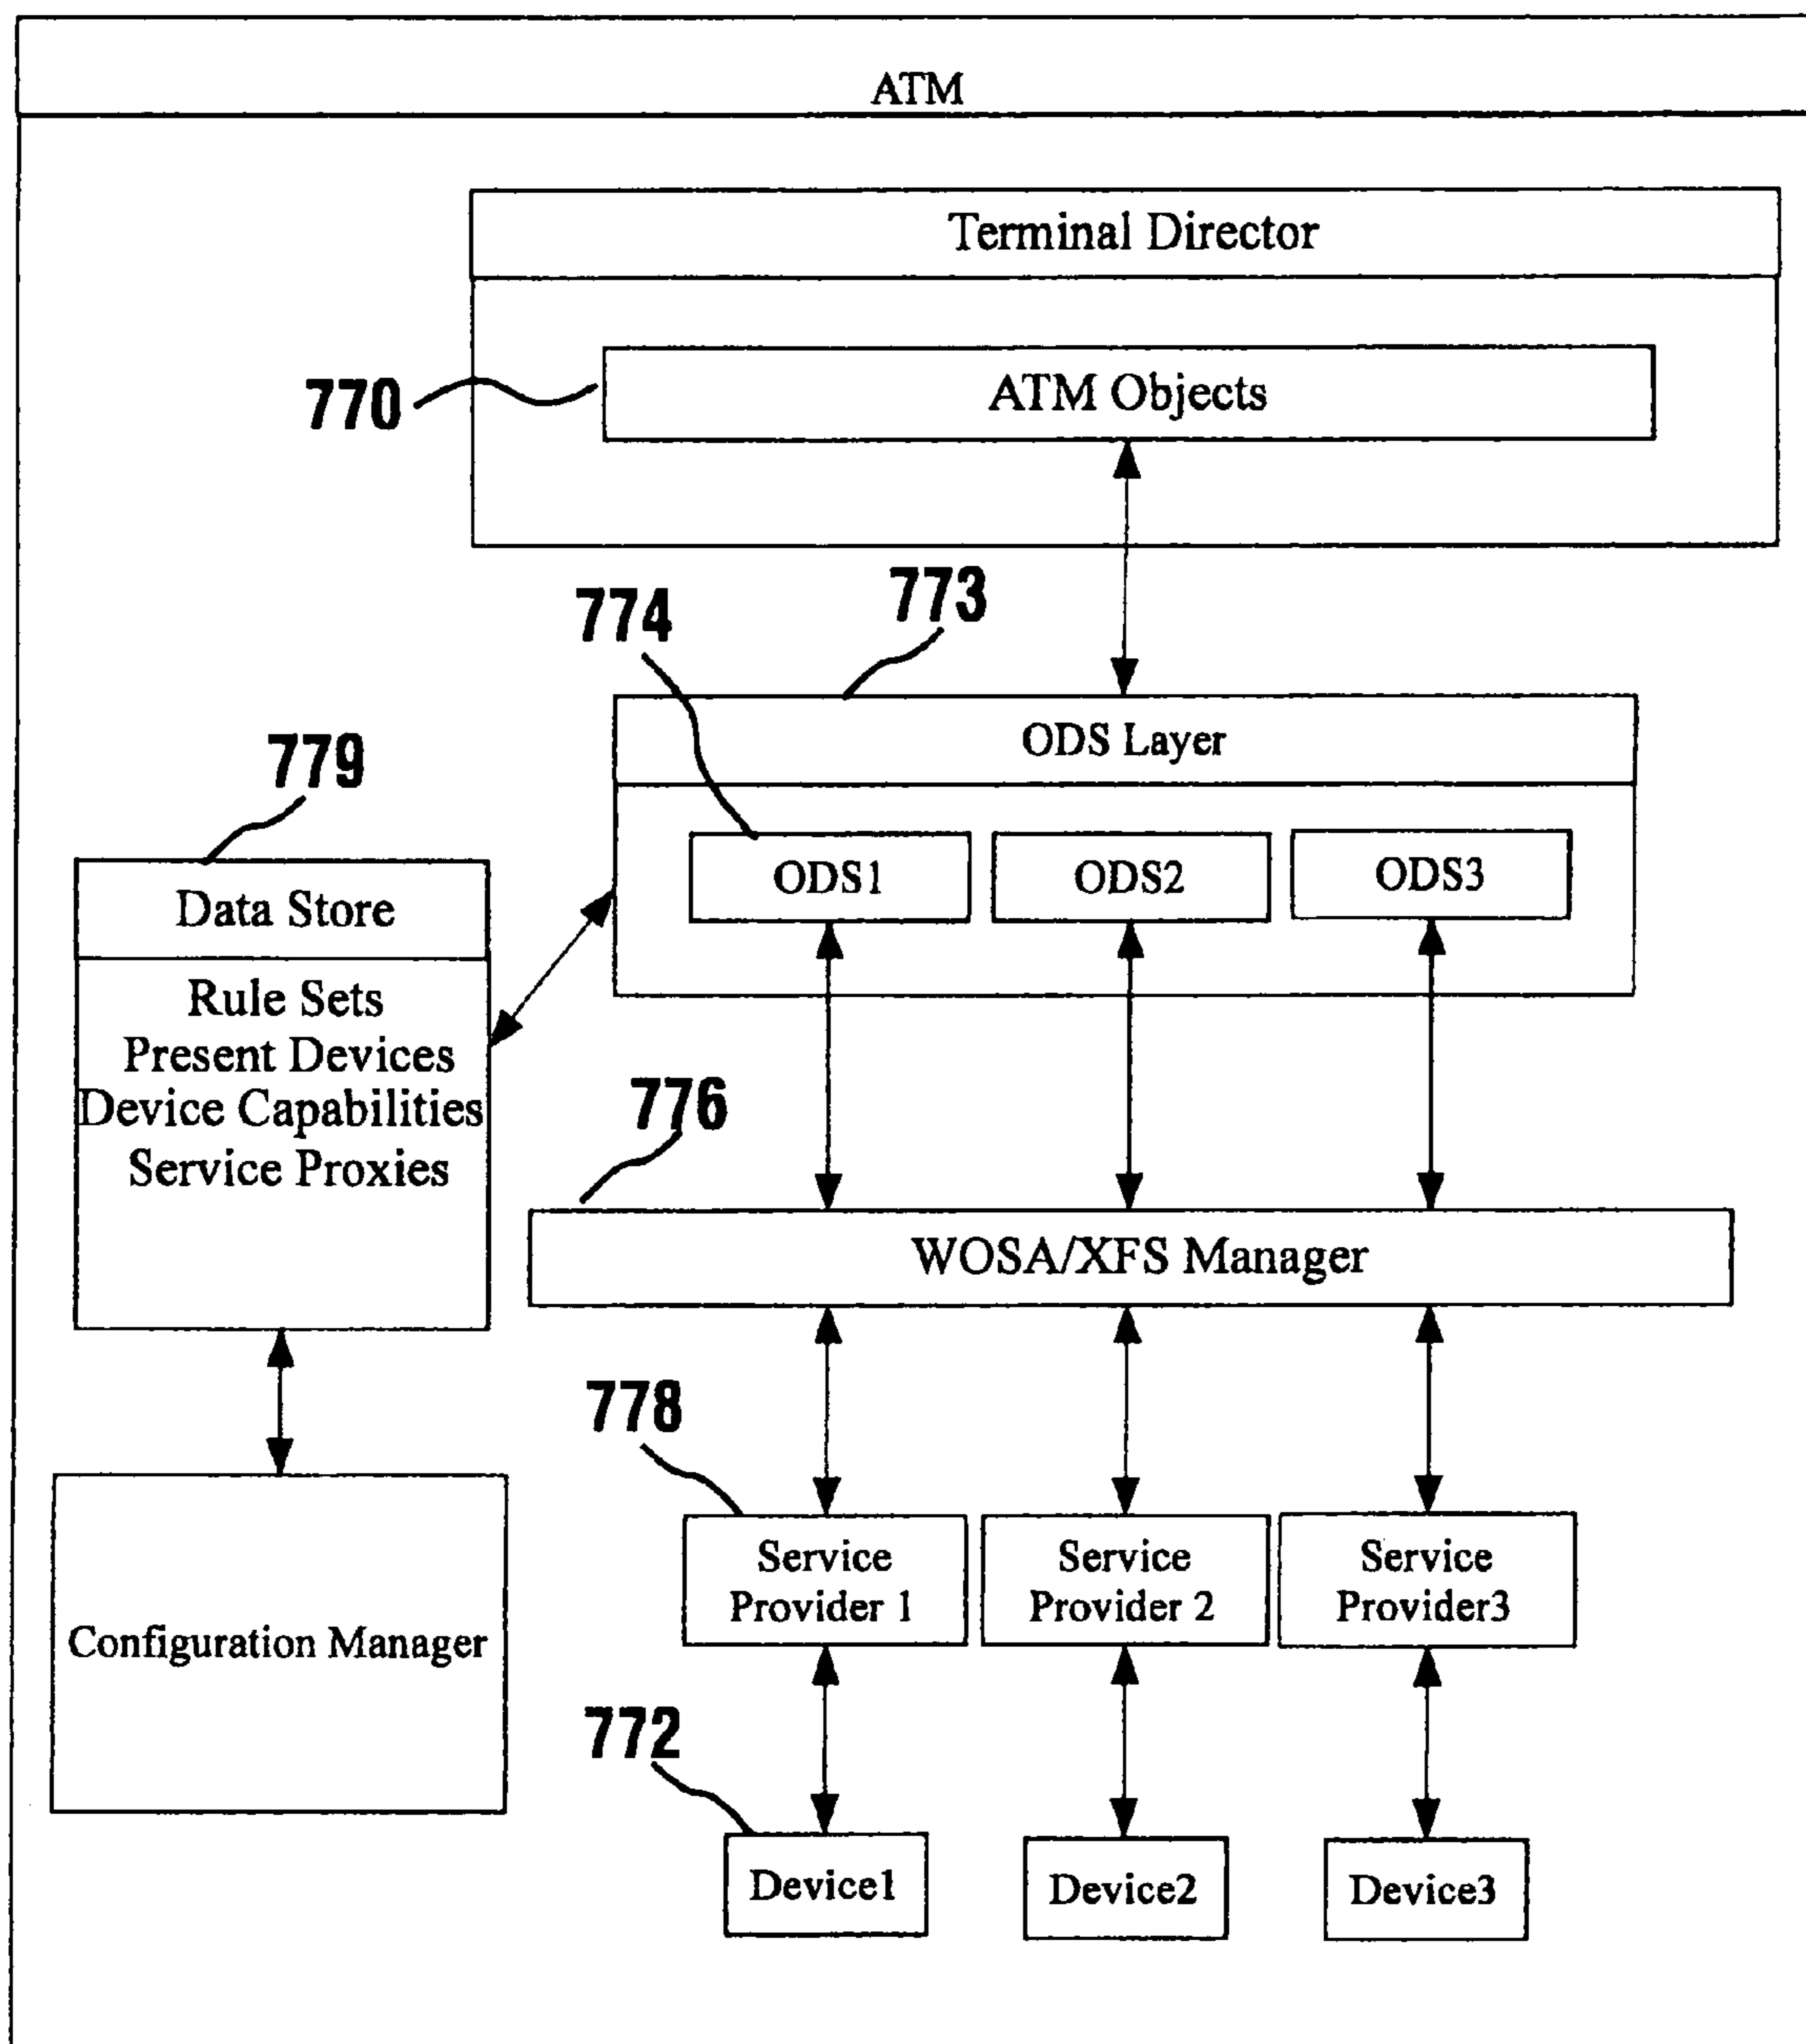 ATM
Terminal Director
770
ATM Objects
773
774
ODS Layer
779
ODS1
ODS2
ODS3
Data Store
Rule Sets
Present Devices
Device Capabilities
Service Proxies
776
WOSA/XFS Manager
778
Service
Provider 1
Service
Provider 2
Service
Provider3
Configuration Manager
772
Device1
Device2
Device3